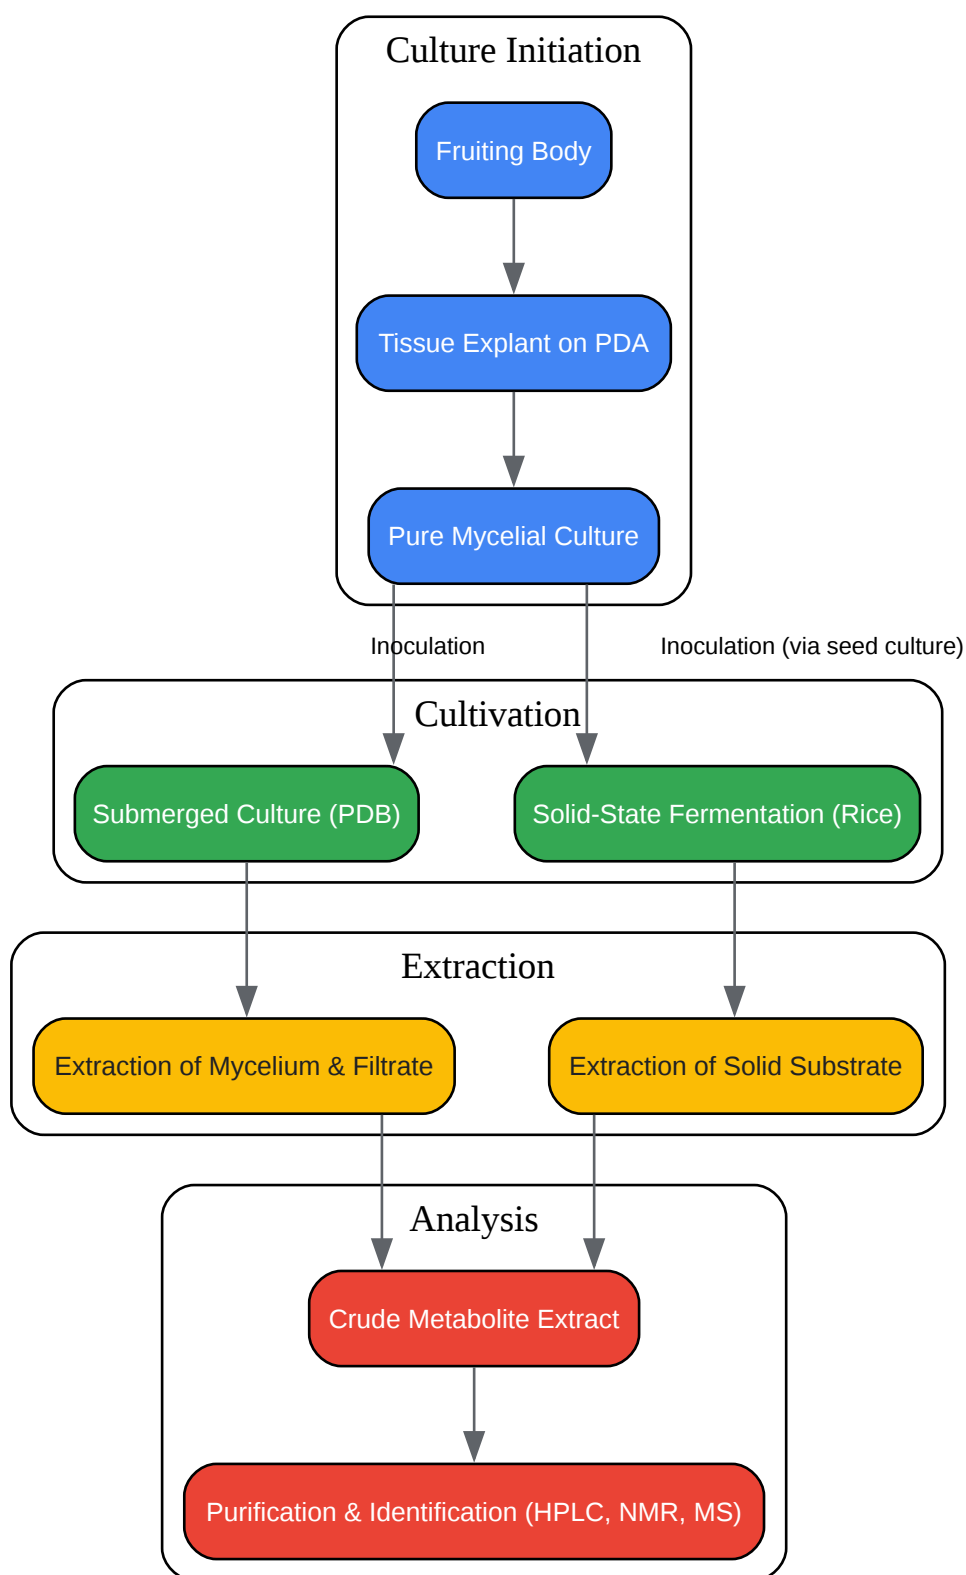 Culture Initiation
Fruiting Body
Tissue Explant on PDA
Pure Mycelial Culture
Inoculation
Inoculation (via seed culture)
Cultivation
Submerged Culture (PDB)
Solid-State Fermentation (Rice)
Extraction
Extraction of Mycelium & Filtrate
Extraction of Solid Substrate
Analysis
Crude Metabolite Extract
Purification & Identification (HPLC, NMR, MS)